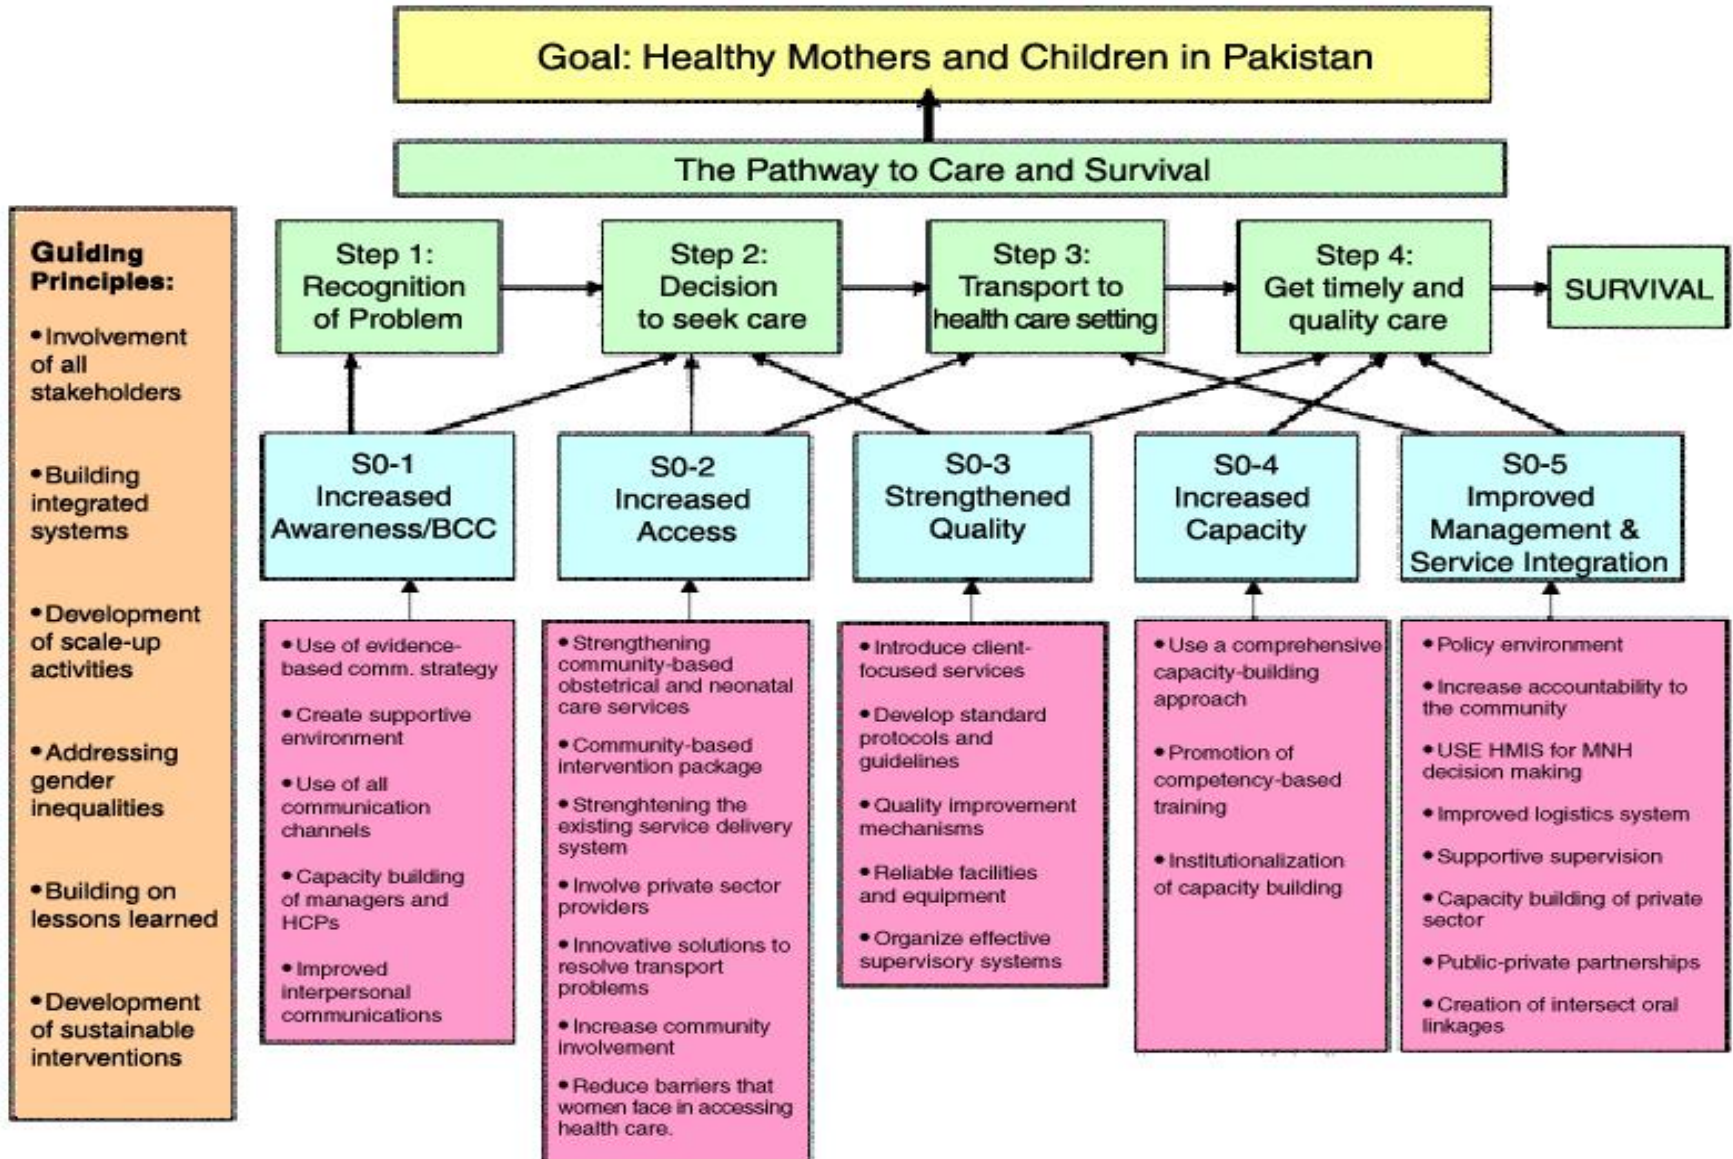 Goal: Healthy Mothers and Children in Pakistan
The Pathway to Care and Survival
Guiding
Principles:
•Involvement
of all
stakeholders
•Building
integrated
systems
•Development
of scale-up
activities
•Addressing
gender
inequalities
•Building on
lessons learned
•Development
of sustainable
interventions
Step 1:
Recognition
of Problem
Step 2:
Decision
to seek care
Step 3:
Transport to
health care setting
Step 4:
Get timely and
quality care
SURVIVAL
S0-1
Increased
Awareness/BCC
S0-2
Increased
Access
S0-3
Strengthened
Quality
S0-4
Increased
Capacity
S0-5
Improved
Management &
Service Integration
•Use of evidence-
based comm. strategy
•Create supportive
environment
•Use of all
communication
channels
•Capacity building
of managers and
HCPs
•Improved
interpersonal
communications
•Strengthening
community-based
obstetrical and neonatal
care services
•Community-based
intervention package
•Strenghtening the
existing service delivery
system
•Involve private sector
providers
•Innovative solutions to
resolve transport
problems
•Increase community
involvement
•Reduce barriers that
women face in accessing
health care.
•Introduce client-
focused services
•Develop standard
protocols and
guidelines
•Quality improvement
mechanisms
•Reliable facilities
and equipment
•Organize effective
supervisory systems
•Use a comprehensive
capacity-building
approach
•Promotion of
competency-based
training
•Institutionalization
of capacity building
•Policy environment
•Increase accountability to
the community
•USE HMIS for MNH
decision making
•Improved logistics system
•Supportive supervision
•Capacity building of private
sector
•Public-private partnerships
•Creation of intersect oral
linkages